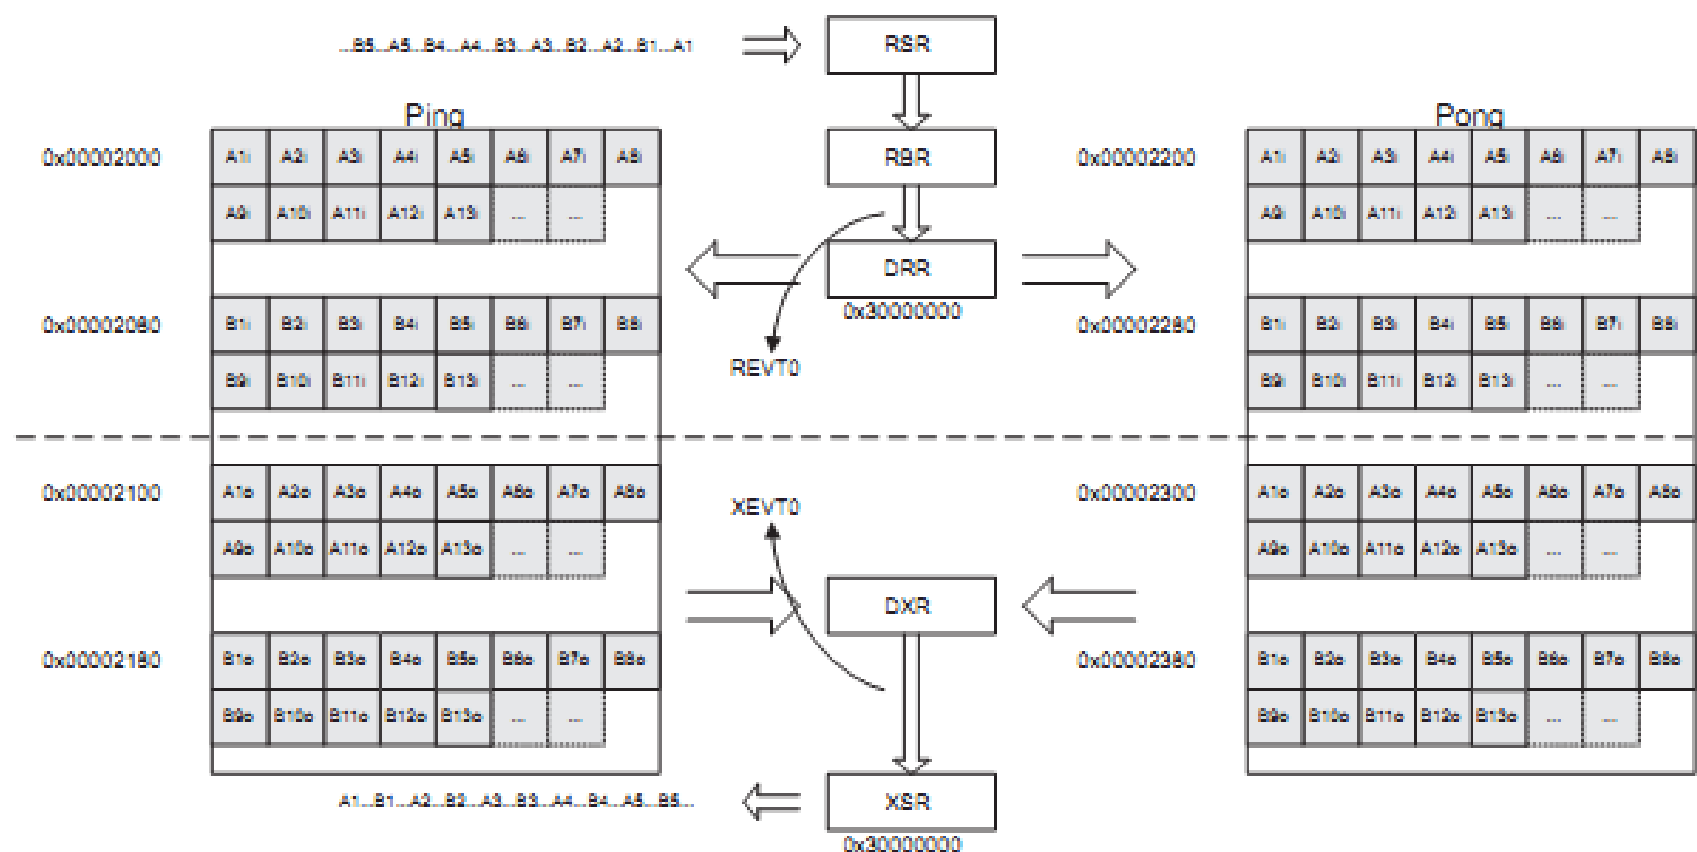 ...B5...A5...B4...A4...B3...A3...B2...A2...B1...A1
RSR
Ping
Pong
0x00002000
A1i A2i A3i A4i A5i A6i A7i A8i
RBR
0x00002200
A1i A2i A3i A4i A5i A6i A7i A8i
A9i A10i A11i A12i A13i ... ...
A9i A10i A11i A12i A13i ... ...
DRR
0x30000000
0x00002080
B1i B2i B3i B4i B5i B6i B7i B8i
0x00002280
B1i B2i B3i B4i B5i B6i B7i B8i
REVT0
B9i B10i B11i B12i B13i ... ...
B9i B10i B11i B12i B13i ... ...
0x00002100
A1o A2o A3o A4o A5o A6o A7o A8o
XEVT0
0x00002300
A1o A2o A3o A4o A5o A6o A7o A8o
A9o A10o A11o A12o A13o ... ...
A9o A10o A11o A12o A13o ... ...
DXR
0x00002180
B1o B2o B3o B4o B5o B6o B7o B8o
0x00002380
B1o B2o B3o B4o B5o B6o B7o B8o
B9o B10o B11o B12o B13o ... ...
B9o B10o B11o B12o B13o ... ...
A1...B1...A2...B2...A3...B3...A4...B4...A5...B5...
XSR
0x30000000